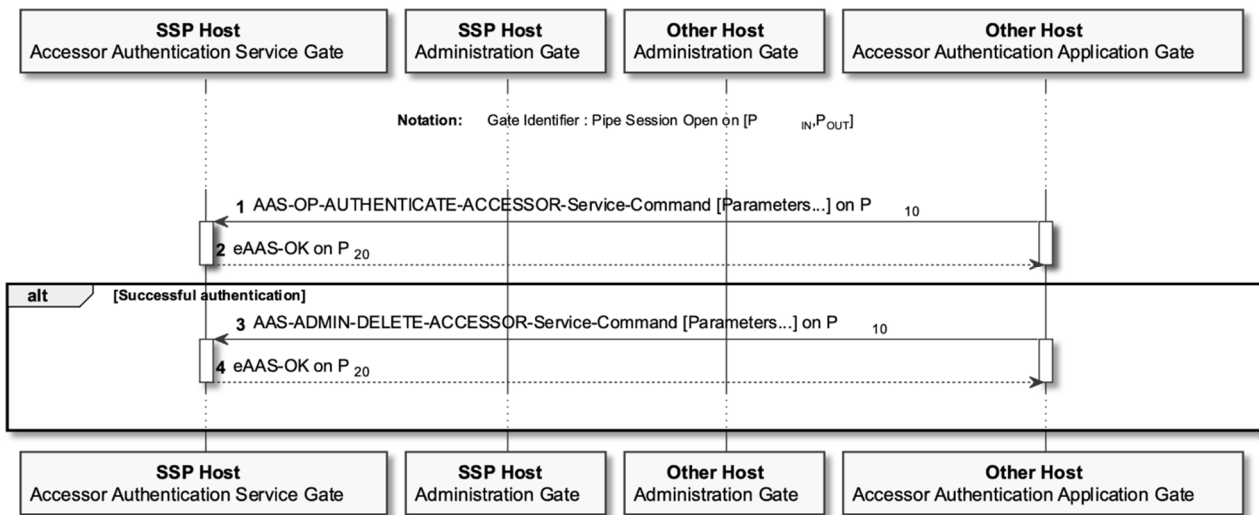 SSP Host
Accessor Authentication Service Gate
SSP Host
Administration Gate
Other Host
Administration Gate
Other Host
Accessor Authentication Application Gate
Notation: Gate Identifier : Pipe Session Open on [P IN,POUT]
1 AAS-OP-AUTHENTICATE-ACCESSOR-Service-Command [Parameters...] on P 10
2 eAAS-OK on P 20
alt [Successful authentication]
3 AAS-ADMIN-DELETE-ACCESSOR-Service-Command [Parameters...] on P 10
4 eAAS-OK on P 20
SSP Host
Accessor Authentication Service Gate
SSP Host
Administration Gate
Other Host
Administration Gate
Other Host
Accessor Authentication Application Gate